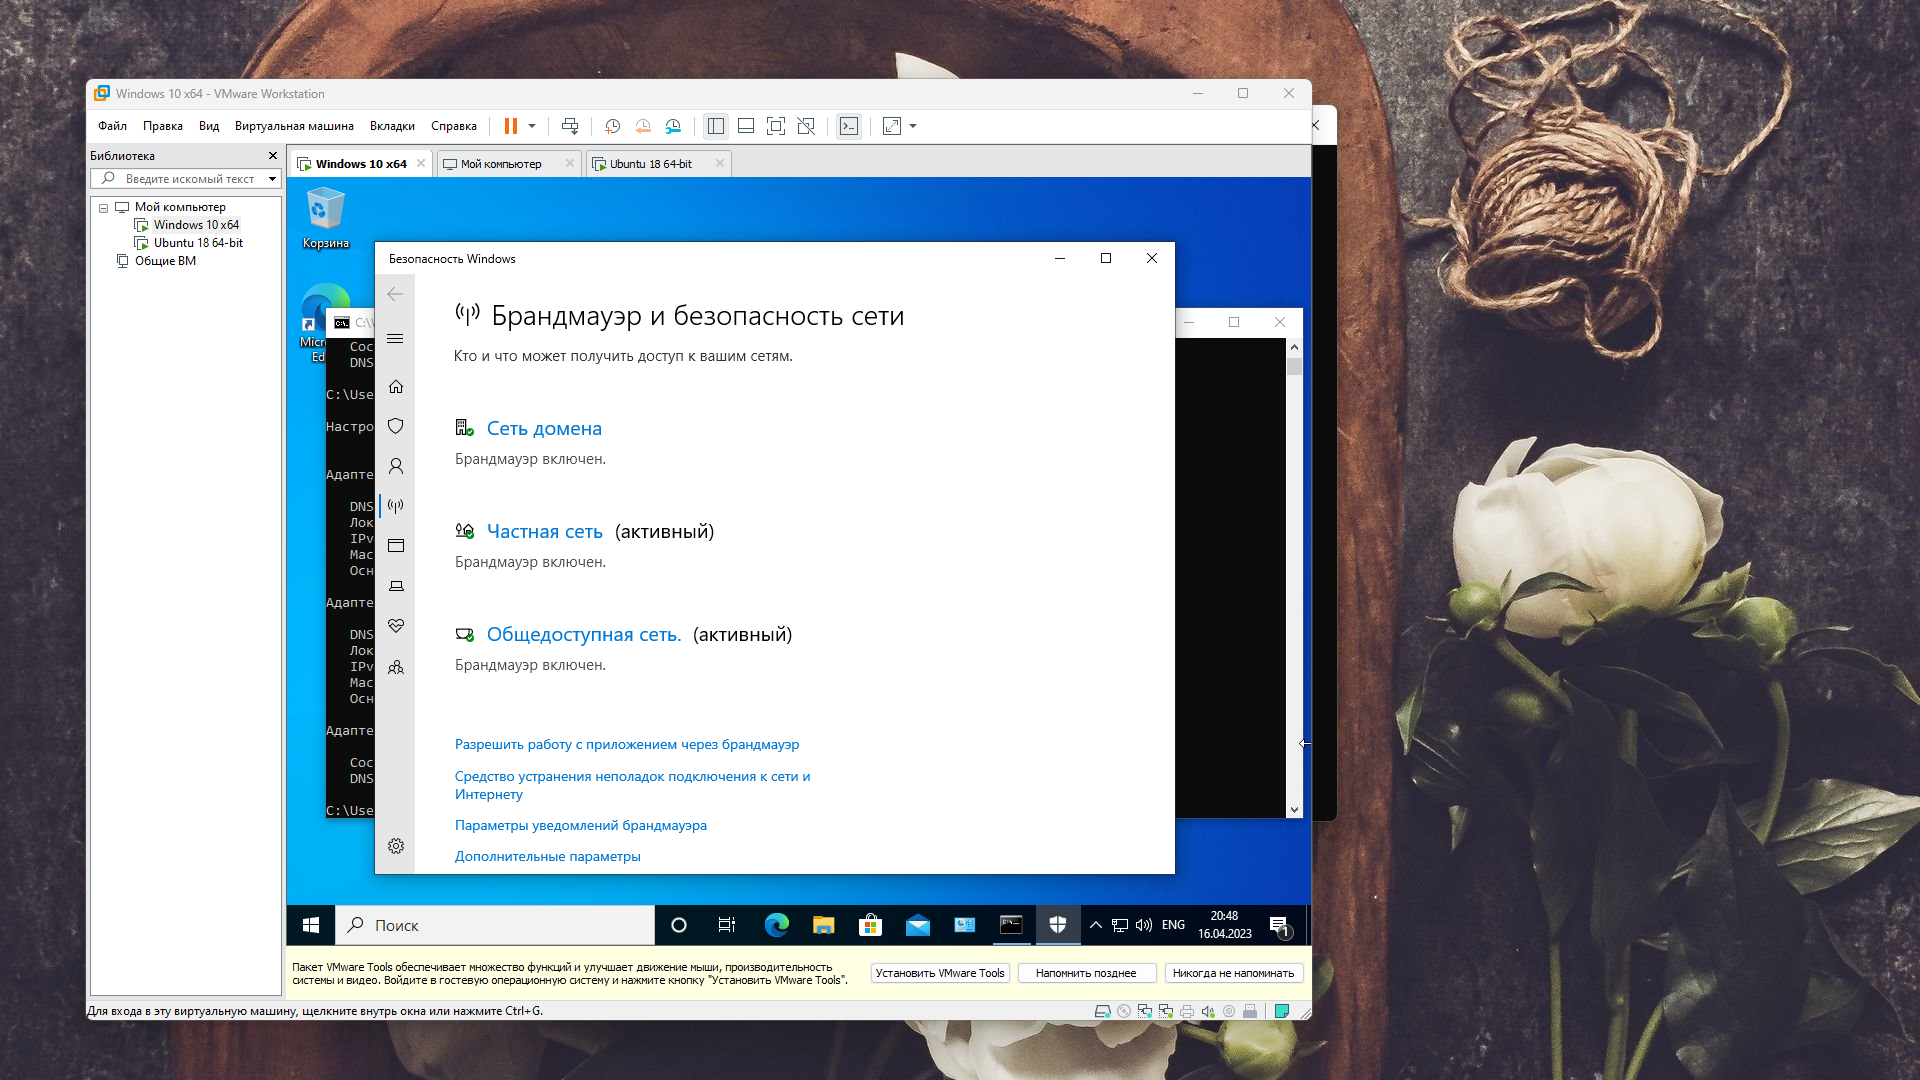 Windows 10 x64 - VMware Workstation
Файл Правка Вид Виртуальная машина Вкладки Справка
Библиотека
Введите искомый текст
Мой компьютер
Windows 10 x64
Ubuntu 18 64-bit
Общие ВМ
Windows 10 x64 Мой компьютер Ubuntu 18 64-bit
Корзина
Micr
Ed
C:\
Сос
DNS
C:\Use
Настро
Адапте
DNS
Лок
IPv
Мас
Осн
Адапте
DNS
Лок
IPv
Мас
Осн
Адапте
Сос
DNS
C:\Use
Безопасность Windows
Брандмауэр и безопасность сети
Кто и что может получить доступ к вашим сетям.
Сеть домена
Брандмауэр включен.
Частная сеть (активный)
Брандмауэр включен.
Общедоступная сеть. (активный)
Брандмауэр включен.
Разрешить работу с приложением через брандмауэр
Средство устранения неполадок подключения к сети и
Интернету
Параметры уведомлений брандмауэра
Дополнительные параметры
Поиск
ENG
20:48
16.04.2023
1
Пакет VMware Tools обеспечивает множество функций и улучшает движение мыши, производительность
системы и видео. Войдите в гостевую операционную систему и нажмите кнопку "Установить VMware Tools".
Установить VMware Tools Напомнить позднее Никогда не напоминать
Для входа в эту виртуальную машину, щелкните внутрь окна или нажмите Ctrl+G.